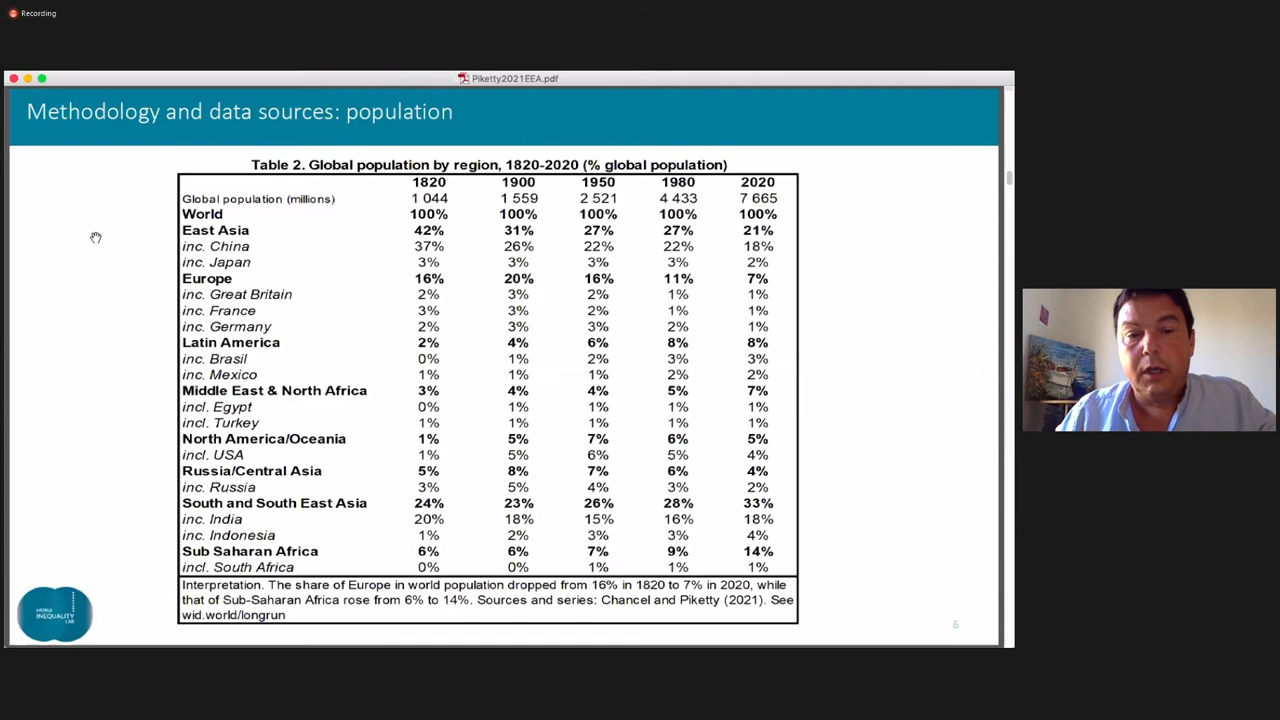 Recording
Piketty2021EEA.pdf
Methodology and data sources: population
Table 2. Global population by region, 1820-2020 (% global population)
1820 1900 1950 1980 2020
Global population (millions) 1 044 1 559 2 521 4 433 7 665
World 100% 100% 100% 100% 100%
East Asia 42% 31% 27% 27% 21%
inc. China 37% 26% 22% 22% 18%
inc. Japan 3% 3% 3% 3% 2%
Europe 16% 20% 16% 11% 7%
inc. Great Britain 2% 3% 2% 1% 1%
inc. France 3% 3% 2% 1% 1%
inc. Germany 2% 3% 3% 2% 1%
Latin America 2% 4% 6% 8% 8%
inc. Brasil 0% 1% 2% 3% 3%
inc. Mexico 1% 1% 1% 2% 2%
Middle East & North Africa 3% 4% 4% 5% 7%
incl. Egypt 0% 1% 1% 1% 1%
incl. Turkey 1% 1% 1% 1% 1%
North America/Oceania 1% 5% 7% 6% 5%
incl. USA 1% 5% 6% 5% 4%
Russia/Central Asia 5% 8% 7% 6% 4%
inc. Russia 3% 5% 4% 3% 2%
South and South East Asia 24% 23% 26% 28% 33%
inc. India 20% 18% 15% 16% 18%
inc. Indonesia 1% 2% 3% 3% 4%
Sub Saharan Africa 6% 6% 7% 9% 14%
incl. South Africa 0% 0% 1% 1% 1%
Interpretation. The share of Europe in world population dropped from 16% in 1820 to 7% in 2020, while
that of Sub-Saharan Africa rose from 6% to 14%. Sources and series: Chancel and Piketty (2021). See
wid.world/longrun
WORLD
INEQUALITY
LAB
6